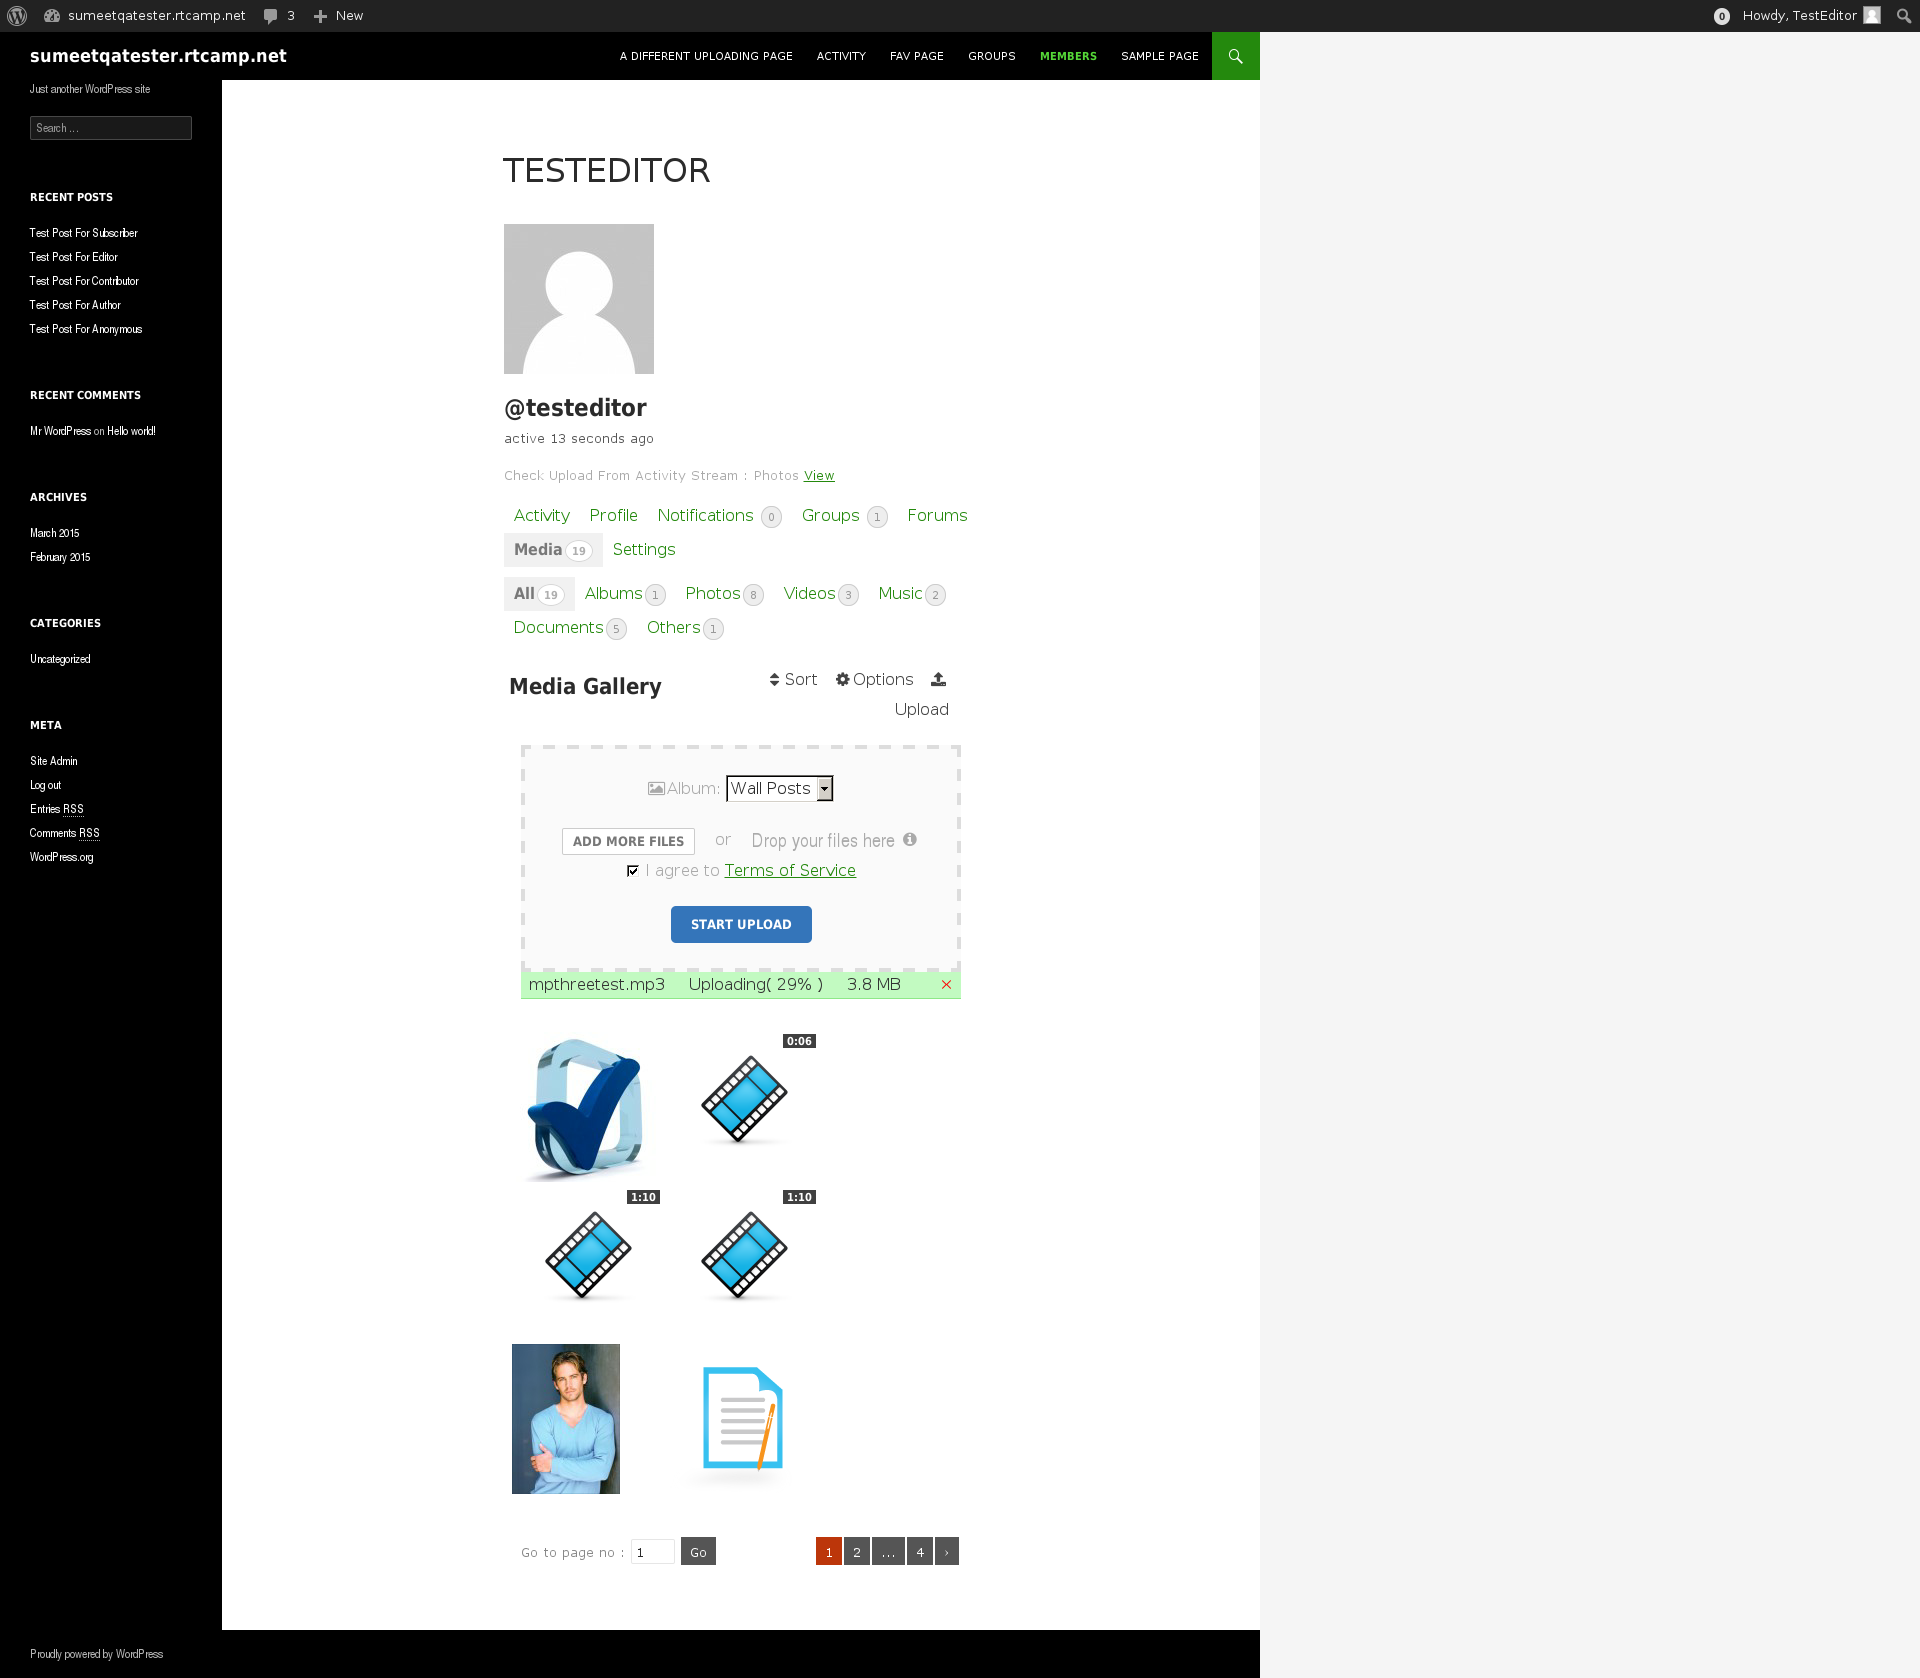 sumeetqatester.rtcamp.net 3 New 0 Howdy, TestEditor
sumeetqatester.rtcamp.net A DIFFERENT UPLOADING PAGE ACTIVITY FAV PAGE GROUPS MEMBERS SAMPLE PAGE
Just another WordPress site
Search ...
RECENT POSTS
Test Post For Subscriber
Test Post For Editor
Test Post For Contributor
Test Post For Author
Test Post For Anonymous
RECENT COMMENTS
Mr WordPress on Hello world!
ARCHIVES
March 2015
February 2015
CATEGORIES
Uncategorized
META
Site Admin
Log out
Entries RSS
Comments RSS
WordPress.org
TESTEDITOR
@testeditor
active 13 seconds ago
Check Upload From Activity Stream : Photos View
Activity Profile Notifications 0 Groups 1 Forums
Media 19 Settings
All 19 Albums 1 Photos 8 Videos 3 Music 2
Documents 5 Others 1
Media Gallery Sort Options
Upload
Album: Wall Posts
ADD MORE FILES or Drop your files here
I agree to Terms of Service
START UPLOAD
mpthreetest.mp3 Uploading( 29% ) 3.8 MB
0:06
1:10 1:10
Go to page no : 1 Go 1 2 ... 4 ›
Proudly powered by WordPress